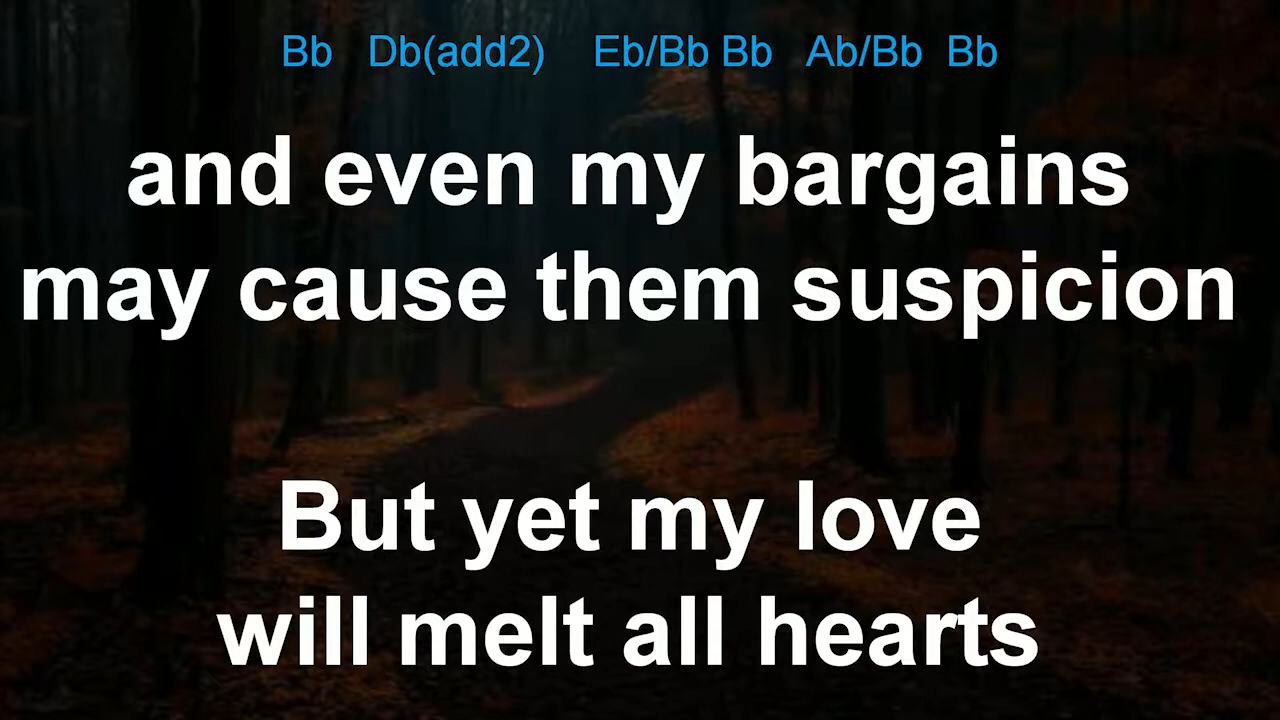 Bb Db(add2) Eb/Bb Bb Ab/Bb Bb
and even my bargains
may cause them suspicion
But yet my love
will melt all hearts